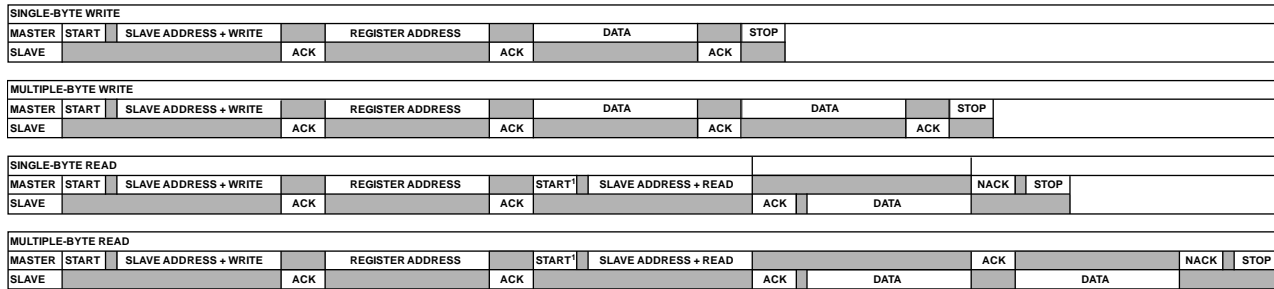 SINGLE-BYTE WRITE
MASTER START SLAVE ADDRESS + WRITE REGISTER ADDRESS DATA STOP
SLAVE ACK ACK ACK
MULTIPLE-BYTE WRITE
MASTER START SLAVE ADDRESS + WRITE REGISTER ADDRESS DATA DATA STOP
SLAVE ACK ACK ACK ACK
SINGLE-BYTE READ
MASTER START SLAVE ADDRESS + WRITE REGISTER ADDRESS START¹ SLAVE ADDRESS + READ NACK STOP
SLAVE ACK ACK ACK DATA
MULTIPLE-BYTE READ
MASTER START SLAVE ADDRESS + WRITE REGISTER ADDRESS START¹ SLAVE ADDRESS + READ ACK NACK STOP
SLAVE ACK ACK ACK DATA DATA